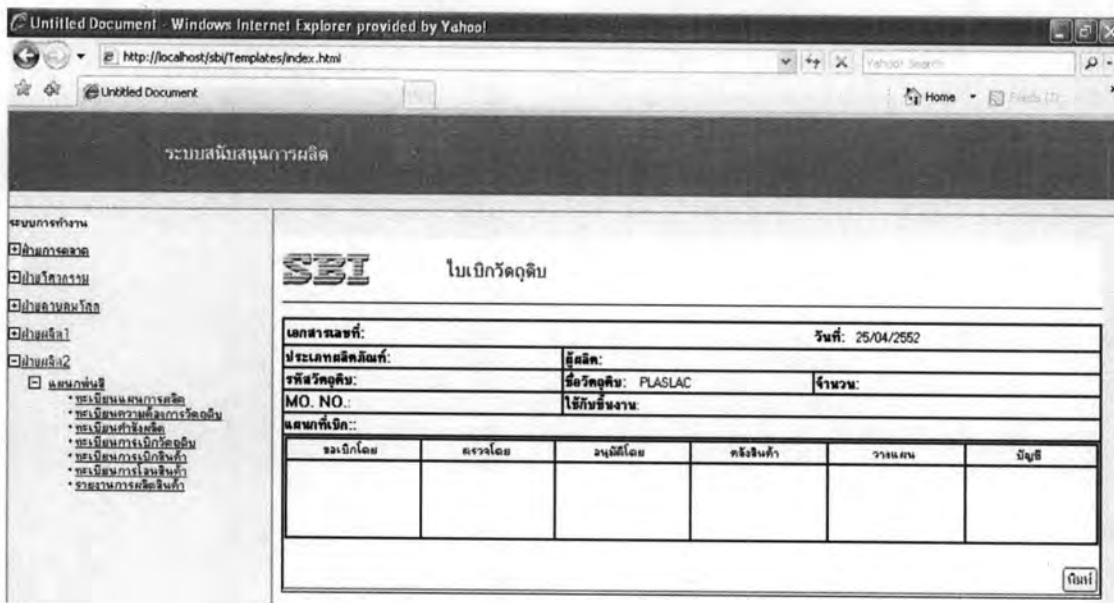 Untitled Document - Windows Internet Explorer provided by Yahoo!
http://localhost/sbi/Templates/index.html
Yahoo! Search
Untitled Document
Home
Feeds
ระบบสนับสนุนการผลิต
ระบบการทำงาน
ฝ่ายการตลาด
ฝ่ายวิศวกรรม
ฝ่ายควบคุมวัสดุ
ฝ่ายผลิต1
ฝ่ายผลิต2
แผนกพ่นสี
ทะเบียนแผนการผลิต
ทะเบียนความต้องการวัตถุดิบ
ทะเบียนคำสั่งผลิต
ทะเบียนการเบิกวัตถุดิบ
ทะเบียนการเบิกสินค้า
ทะเบียนการโอนสินค้า
รายงานการผลิตสินค้า
SBI ใบเบิกวัตถุดิบ
เอกสารเลขที่: วันที่: 25/04/2552
ประเภทผลิตภัณฑ์: ผู้ผลิต:
รหัสวัตถุดิบ: ชื่อวัตถุดิบ: PLASLAC จำนวน:
MO. NO.: ใช้กับชิ้นงาน:
แผนกที่เบิก::
ขอเบิกโดย ตรวจโดย อนุมัติโดย คลังสินค้า วางแผน บัญชี
พิมพ์